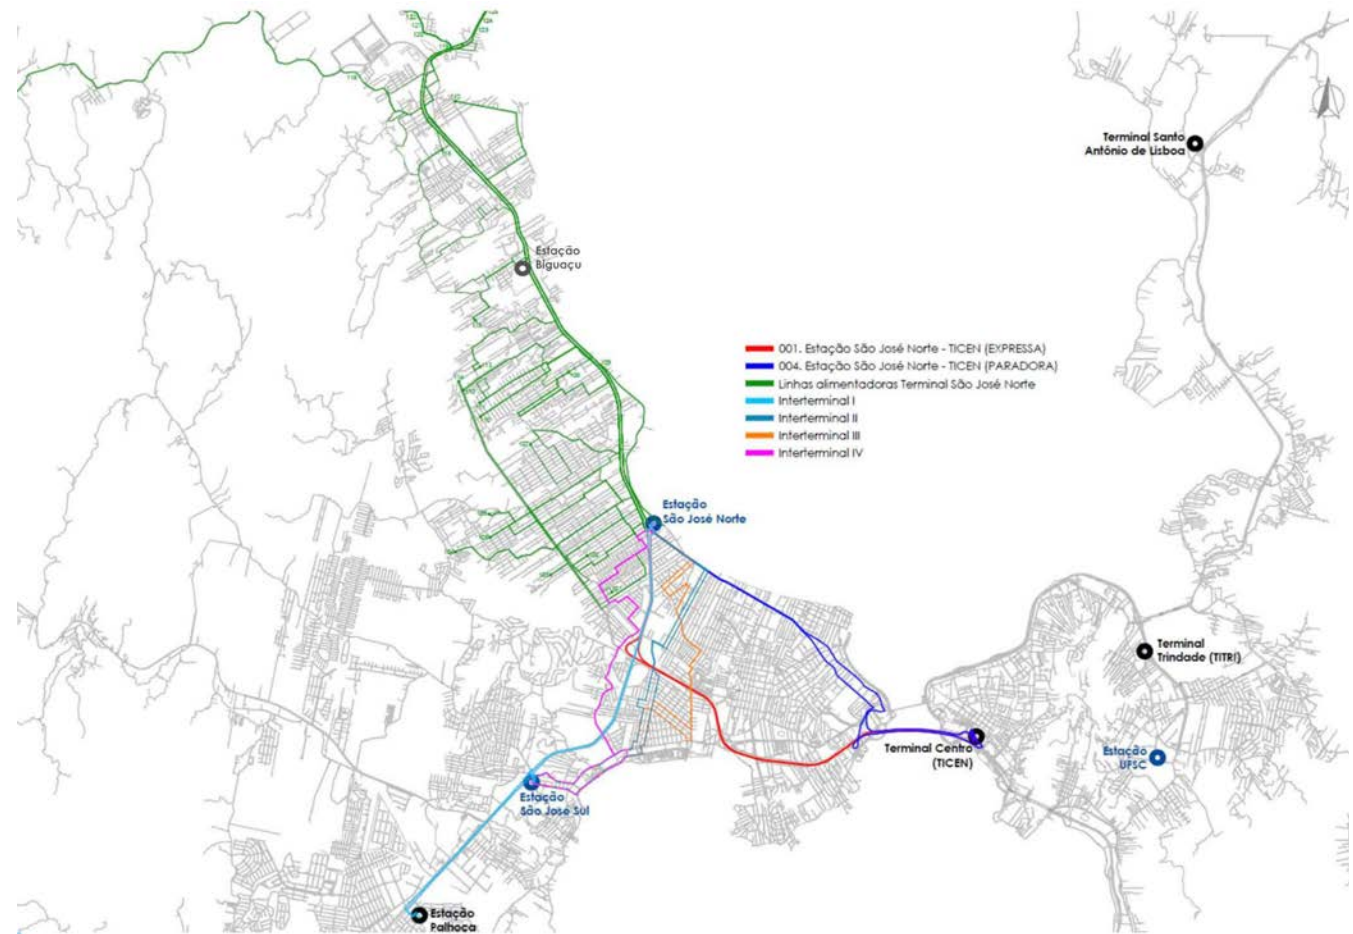 Terminal Santo
Antônio de Lisboa
Estação
Biguaçu
001. Estação São José Norte - TICEN (EXPRESSA)
004. Estação São José Norte - TICEN (PARADORA)
Linhas alimentadoras Terminal São José Norte
Interterminal I
Interterminal II
Interterminal III
Interterminal IV
Estação
São José Norte
Terminal
Trindade (TITRI)
Terminal Centro
(TICEN)
Estação
UFSC
Estação
São José Sul
Estação
Palhoça